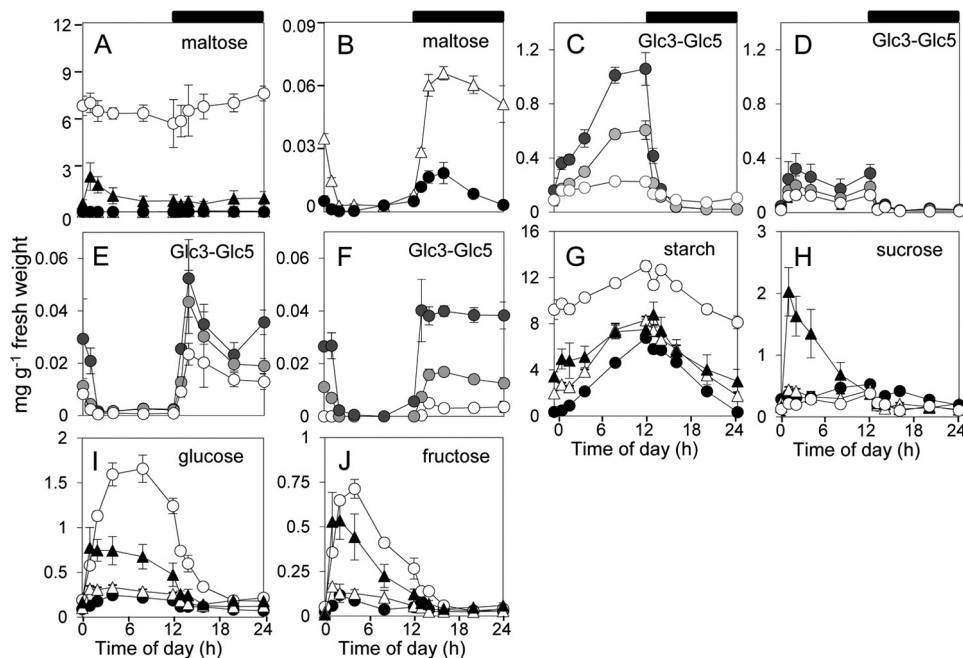 A maltose
12
9
6
3
0
B maltose
0.09
0.06
0.03
0
C Glc3-Glc5
1.2
0.8
0.4
0
D Glc3-Glc5
1.2
0.8
0.4
0
mg g-1 fresh weight
E Glc3-Glc5
0.06
0.04
0.02
0
F Glc3-Glc5
0.06
0.04
0.02
0
G starch
16
12
8
4
0
0 6 12 18 24
Time of day (h)
H sucrose
3
2
1
0
0 6 12 18 24
Time of day (h)
I glucose
2
1.5
1
0.5
0
0 6 12 18 24
Time of day (h)
J fructose
1
0.75
0.5
0.25
0
0 6 12 18 24
Time of day (h)